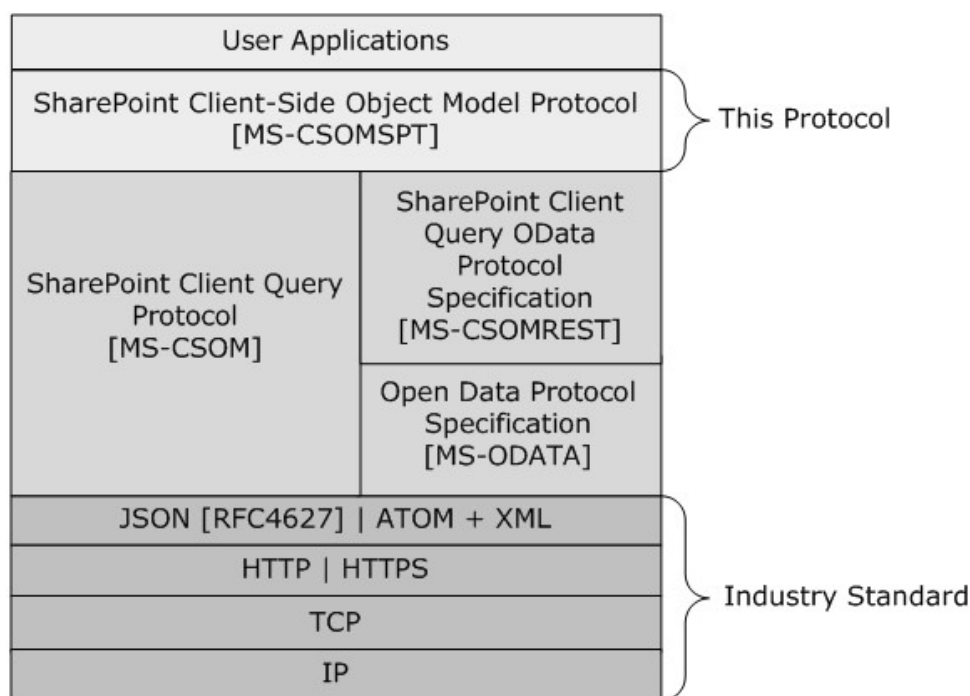 User Applications
SharePoint Client-Side Object Model Protocol
[MS-CSOMSPT]
This Protocol
SharePoint Client Query
Protocol
[MS-CSOM]
SharePoint Client
Query OData
Protocol
Specification
[MS-CSOMREST]
Open Data Protocol
Specification
[MS-ODATA]
JSON [RFC4627] | ATOM + XML
HTTP | HTTPS
TCP
IP
Industry Standard